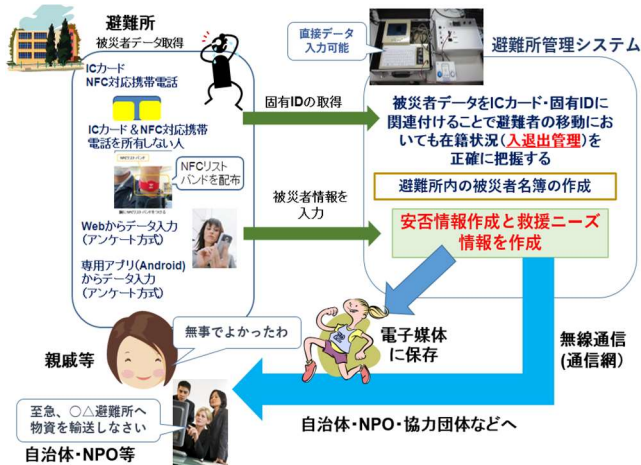 避難所
被災者データ取得
ICカード
NFC対応携帯電話
ICカード&NFC対応携帯
電話を所有しない人
NFCリスト
バンドを配布
Webからデータ入力
(アンケート方式)
専用アプリ(Android)
からデータ入力
(アンケート方式)
固有IDの取得
被災者情報を
入力
直接データ
入力可能
避難所管理システム
被災者データをICカード・固有IDに
関連付けることで避難者の移動にお
いても在籍状況(入退出管理)を
正確に把握する
避難所内の被災者名簿の作成
安否情報作成と救援ニーズ
情報を作成
電子媒体
に保存
無線通信
(通信網)
無事でよかったわ
親戚等
至急、○△避難所へ
物資を輸送しなさい
自治体・NPO等
自治体・NPO・協力団体などへ